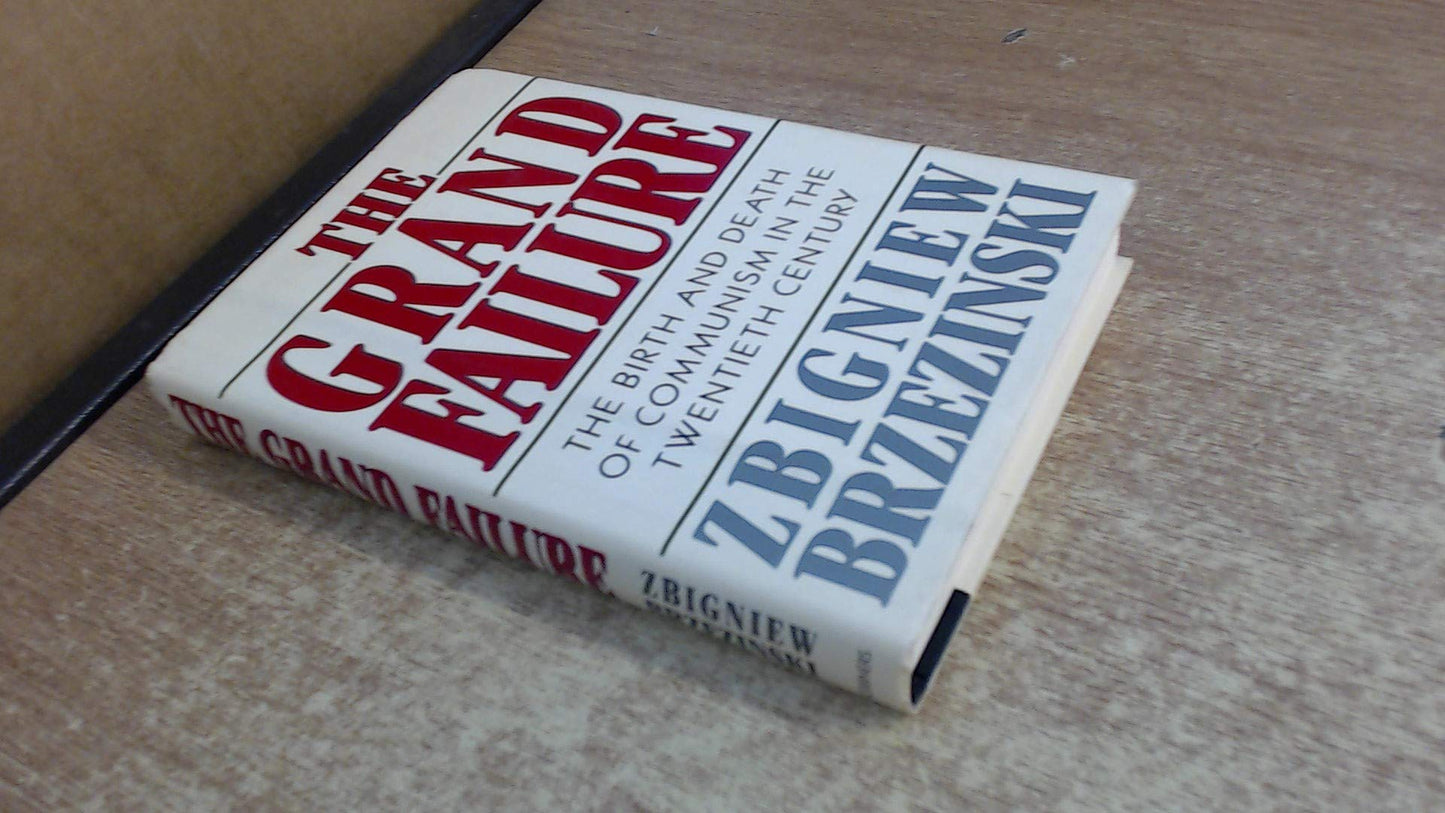 THE
GRAND
FAILURE
THE BIRTH AND DEATH
OF COMMUNISM IN THE
TWENTIETH CENTURY
ZBIGNIEW
BRZEZINSKI
THE GRAND FAILURE
ZBIGNIEW
BRZEZINSKI